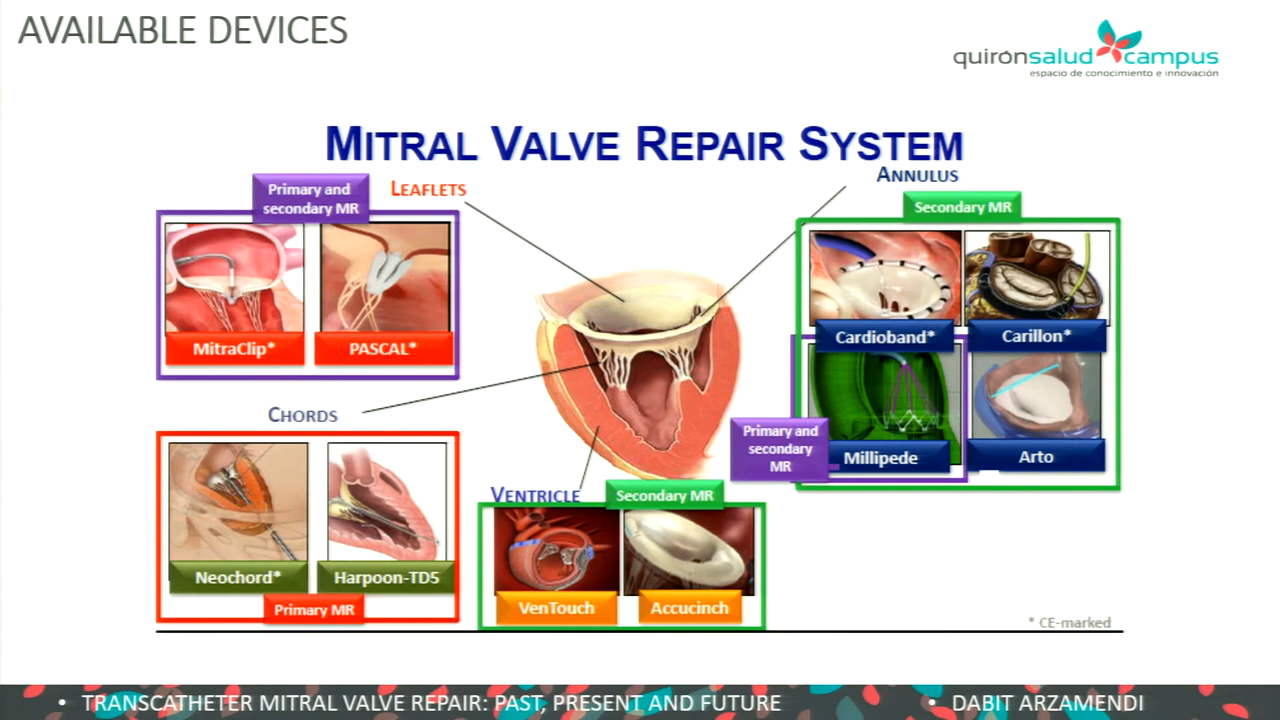 AVAILABLE DEVICES
quirónsalud campus
espacio de conocimiento e innovación
MITRAL VALVE REPAIR SYSTEM
Primary and
secondary MR
LEAFLETS
ANNULUS
Secondary MR
MitraClip*
PASCAL*
Cardioband*
Carillon*
CHORDS
Primary and
secondary
MR
Millipede
Arto
VENTRICLE
Secondary MR
Neochord*
Harpoon-TD5
Primary MR
VenTouch
Accucinch
* CE-marked
• TRANSCATHETER MITRAL VALVE REPAIR: PAST, PRESENT AND FUTURE
• DABIT ARZAMENDI